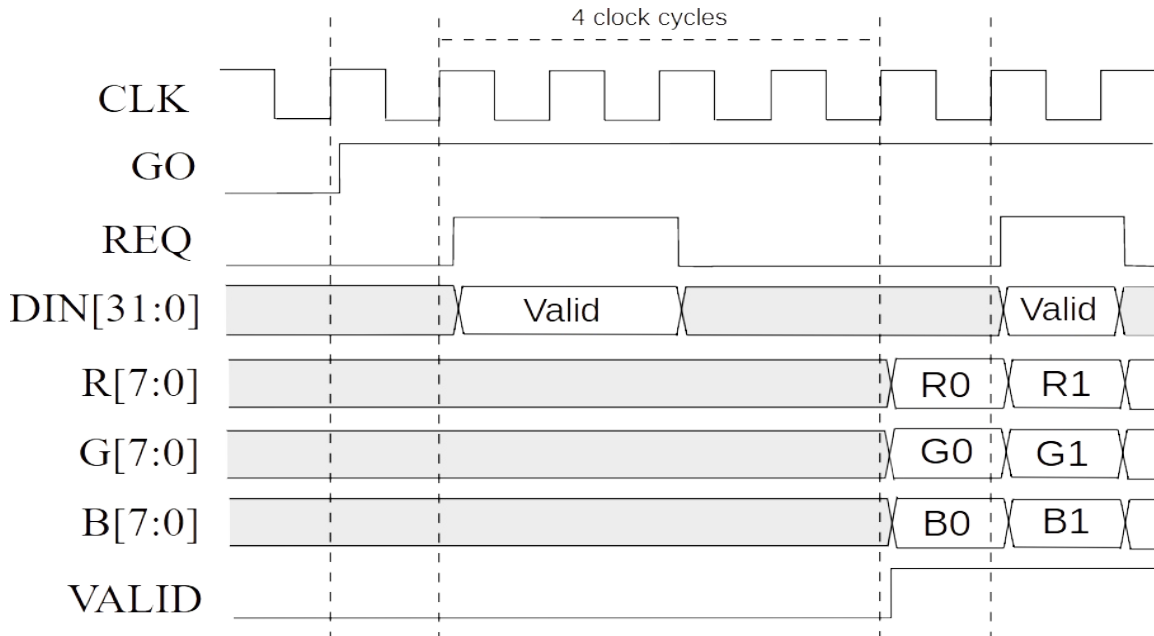 4 clock cycles
CLK
GO
REQ
DIN[31:0] Valid Valid
R[7:0] R0 R1
G[7:0] G0 G1
B[7:0] B0 B1
VALID